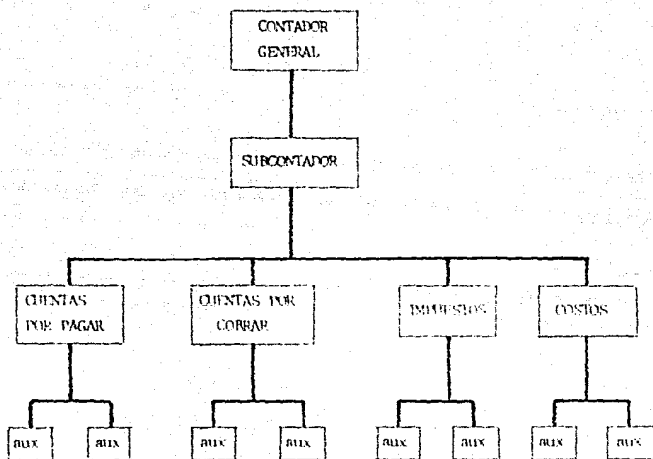 CONTADOR
GENERAL
SUBCONTADOR
CUENTAS
POR PAGAR
CUENTAS POR
COBRAR
IMPUESTOS
COSTOS
aux
aux
aux
aux
aux
aux
aux
aux